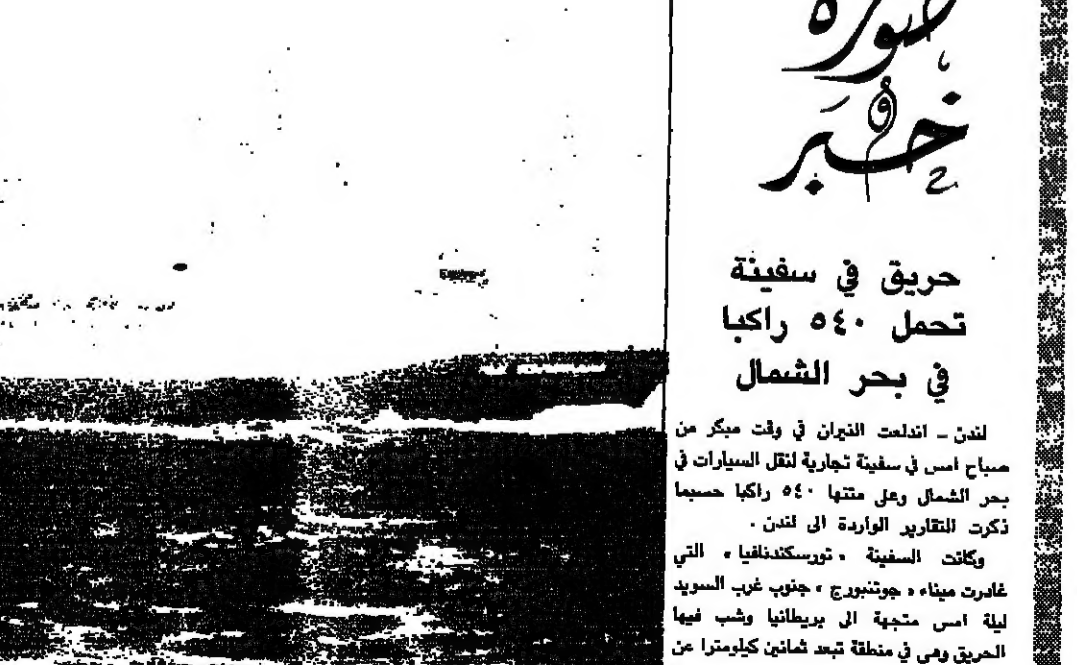 صورة
و
خبر
حريق في سفينة
تحمل ٥٤٠ راكبا
في بحر الشمال
لندن – اندلعت النيران في وقت مبكر من
صباح امس في سفينة تجارية لنقل السيارات في
بحر الشمال وعلى متنها ٥٤٠ راكبا حسبما
ذكرت التقارير الواردة الى لندن .
وكانت السفينة « تورسكندنافيا » التي
غادرت ميناء « جوتنبورج » جنوب غرب السويد
ليلة امس متجهة الى بريطانيا وشب فيها
الحريق وهي في منطقة تبعد ثمانين كيلومترا عن